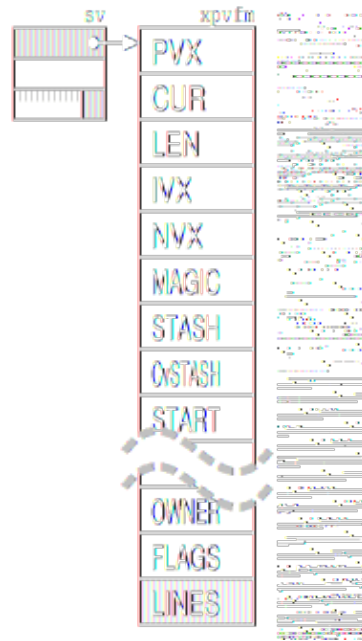 sv
xpvfm
PVX
CUR
LEN
IVX
NVX
MAGIC
STASH
CvSTASH
START
OWNER
FLAGS
LINES